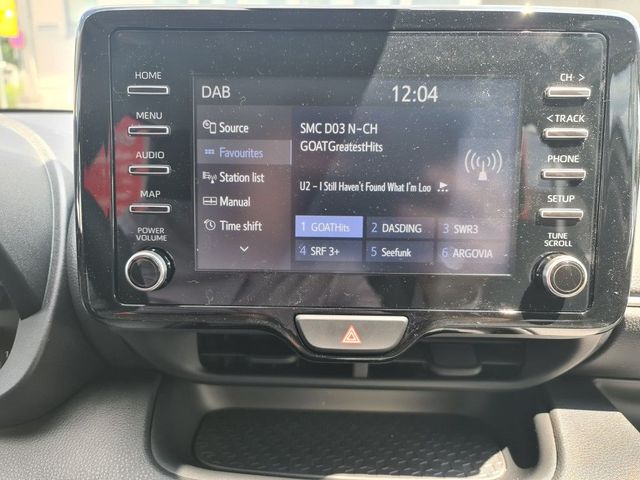 HOME
MENU
AUDIO
MAP
POWER
VOLUME
DAB 12:04
Source
Favourites
Station list
Manual
Time shift
SMC D03 N-CH
GOATGreatestHits
U2 – I Still Haven't Found What I'm Loo
1 GOATHits 2 DASDING 3 SWR3
4 SRF 3+ 5 Seefunk 6 ARGOVIA
CH >
< TRACK
PHONE
SETUP
TUNE
SCROLL